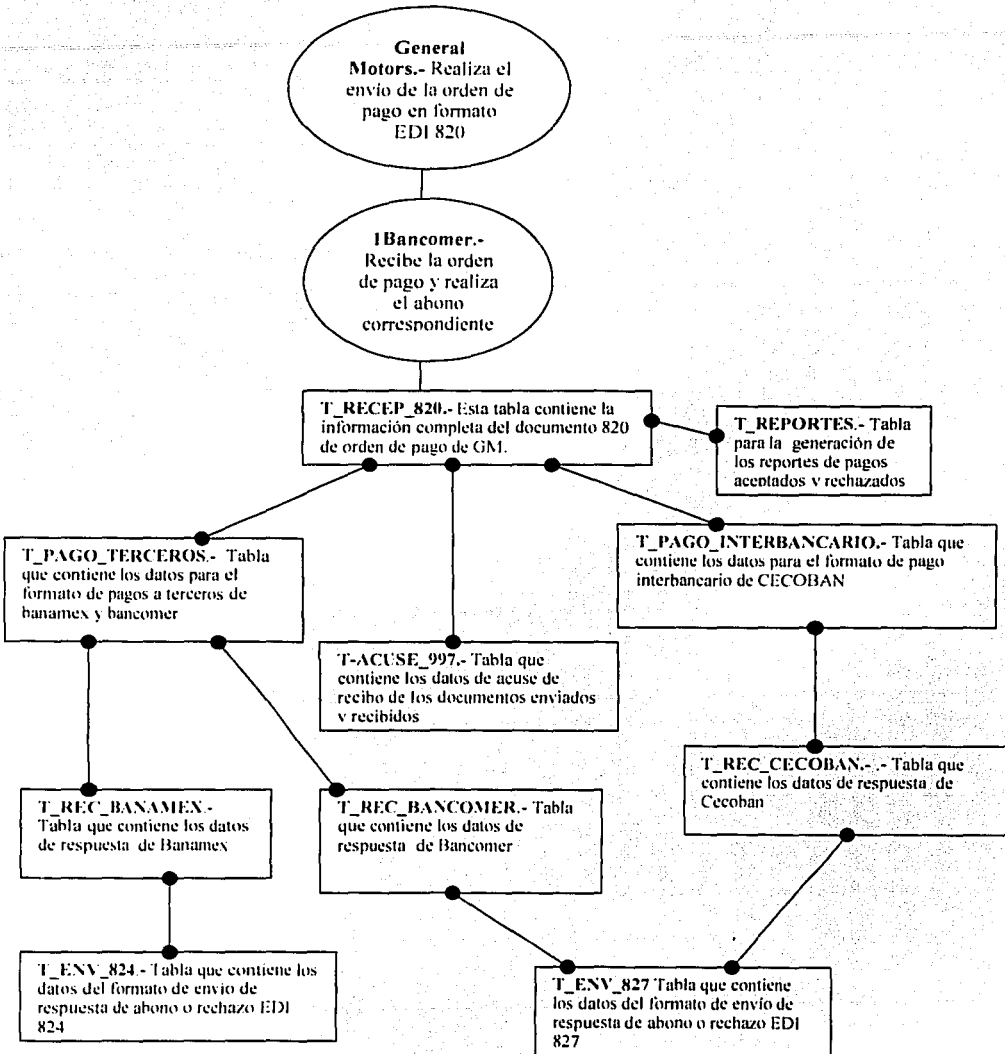 General
Motors.- Realiza el
envío de la orden de
pago en formato
EDI 820
1Bancomer.-
Recibe la orden
de pago y realiza
el abono
correspondiente
T_RECEP_820.- Esta tabla contiene la
información completa del documento 820
de orden de pago de GM.
T_REPORTES.- Tabla
para la generación de
los reportes de pagos
aceptados y rechazados
T_PAGO_TERCEROS.- Tabla
que contiene los datos para el
formato de pagos a terceros de
banamex y bancomer
T_PAGO_INTERBANCARIO.- Tabla que
contiene los datos para el formato de pago
interbancario de CECOBAN
T-ACUSE_997.- Tabla que
contiene los datos de acuse de
recibo de los documentos enviados
y recibidos
T_REC_CECOBAN.- .- Tabla que
contiene los datos de respuesta de
Cecoban
T_REC_BANAMEX.-
Tabla que contiene los datos
de respuesta de Banamex
T_REC_BANCOMER.- Tabla
que contiene los datos de
respuesta de Bancomer
T_ENV_824.- Tabla que contiene los
datos del formato de envio de
respuesta de abono o rechazo EDI
824
T_ENV_827 Tabla que contiene
los datos del formato de envío de
respuesta de abono o rechazo EDI
827